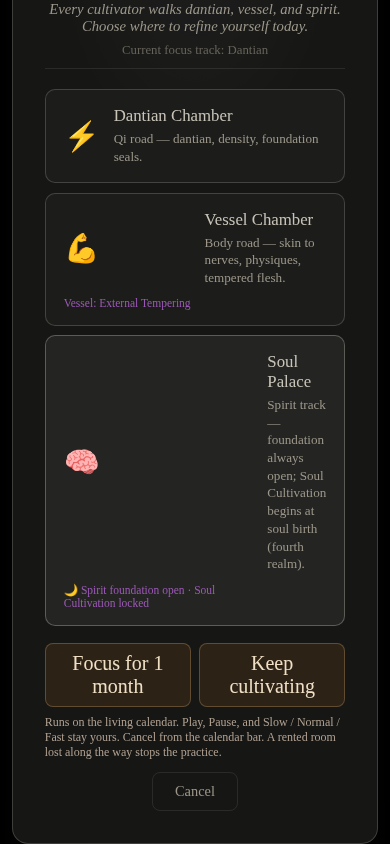 Every cultivator walks dantian, vessel, and spirit.
Choose where to refine yourself today.
Current focus track: Dantian
Dantian Chamber
Qi road — dantian, density, foundation
seals.
Vessel Chamber
Body road — skin to
nerves, physiques,
tempered flesh.
Vessel: External Tempering
Soul
Palace
Spirit track
—
foundation
always
open; Soul
Cultivation
begins at
soul birth
(fourth
realm).
🌙 Spirit foundation open · Soul
Cultivation locked
Focus for 1
month
Keep
cultivating
Runs on the living calendar. Play, Pause, and Slow / Normal /
Fast stay yours. Cancel from the calendar bar. A rented room
lost along the way stops the practice.
Cancel